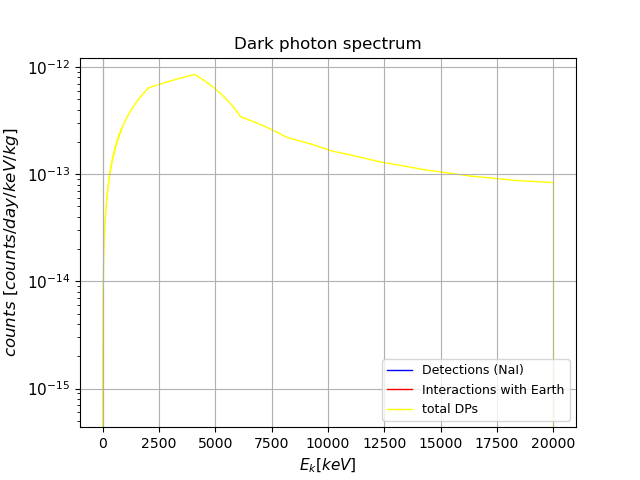 Dark photon spectrum
counts [counts/day/keV/kg]
10⁻¹²
10⁻¹³
10⁻¹⁴
10⁻¹⁵
Detections (NaI)
Interactions with Earth
total DPs
0 2500 5000 7500 10000 12500 15000 17500 20000
Eₖ[keV]